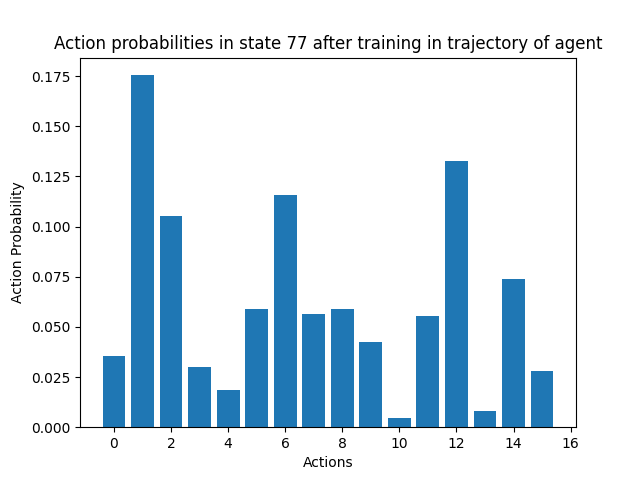 Action probabilities in state 77 after training in trajectory of agent
0.175
0.150
0.125
0.100
0.075
0.050
0.025
0.000
Action Probability
0 2 4 6 8 10 12 14 16
Actions